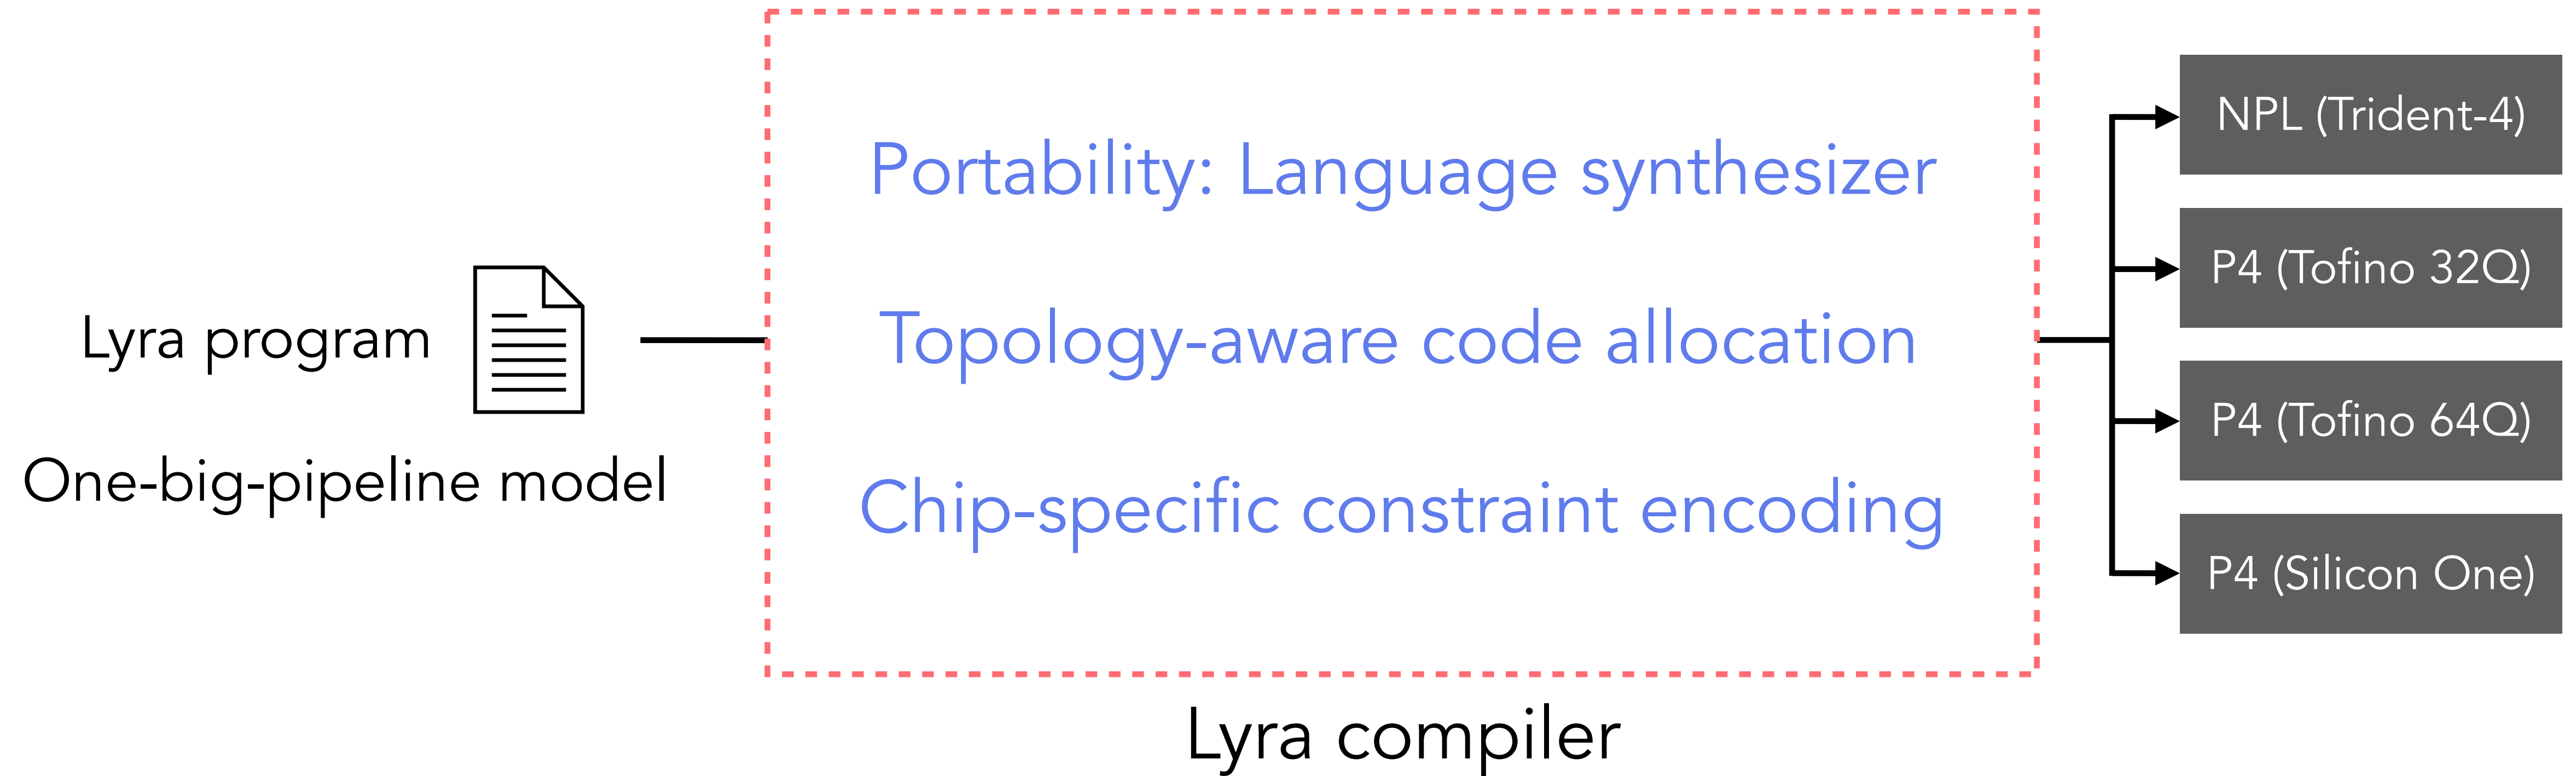 Lyra program
One-big-pipeline model
Portability: Language synthesizer
Topology-aware code allocation
Chip-specific constraint encoding
Lyra compiler
NPL (Trident-4)
P4 (Tofino 32Q)
P4 (Tofino 64Q)
P4 (Silicon One)